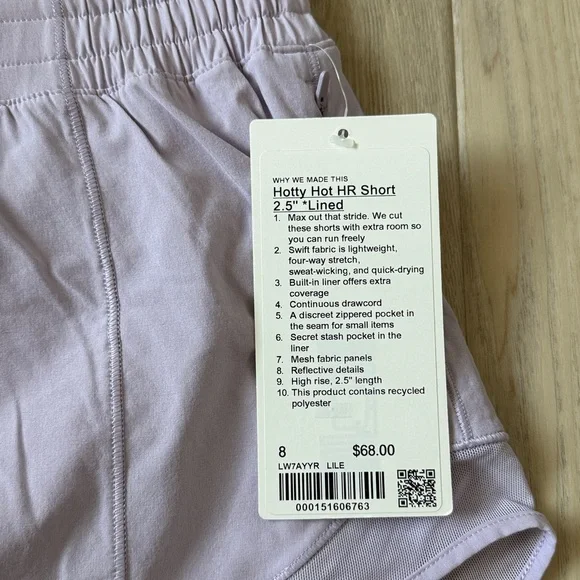 WHY WE MADE THIS
Hotty Hot HR Short
2.5" *Lined
1. Max out that stride. We cut
these shorts with extra room so
you can run freely
2. Swift fabric is lightweight,
four-way stretch,
sweat-wicking, and quick-drying
3. Built-in liner offers extra
coverage
4. Continuous drawcord
5. A discreet zippered pocket in
the seam for small items
6. Secret stash pocket in the
liner
7. Mesh fabric panels
8. Reflective details
9. High rise, 2.5" length
10. This product contains recycled
polyester
8 $68.00
LW7AYYR LILE
000151606763